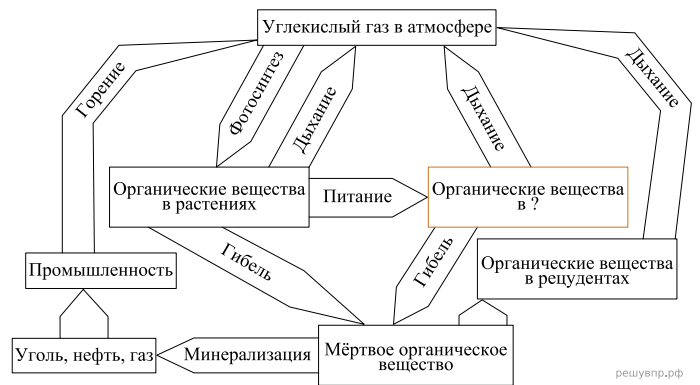 Углекислый газ в атмосфере
Горение
Фотосинтез
Дыхание
Дыхание
Дыхание
Органические вещества
в растениях
Питание
Органические вещества
в ?
Гибель
Гибель
Промышленность
Органические вещества
в рецудентах
Уголь, нефть, газ
Минерализация
Мёртвое органическое
вещество
решувпр.рф